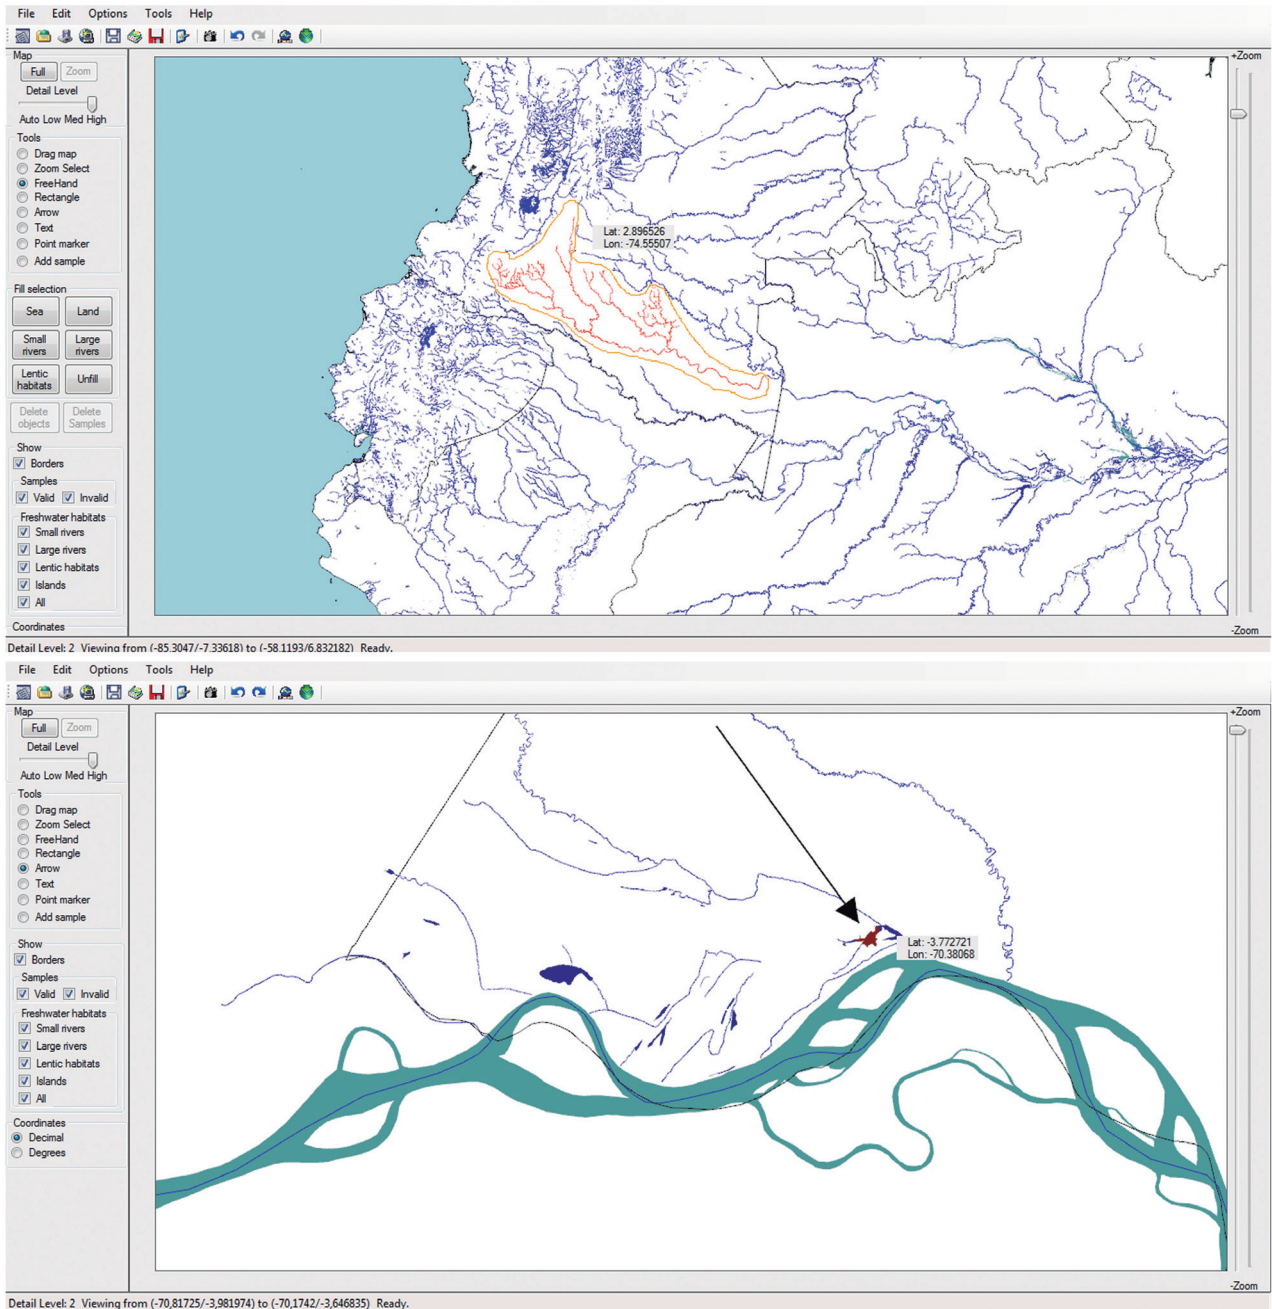 File Edit Options Tools Help
Map
Full Zoom
Detail Level
Auto Low Med High
Tools
Drag map
Zoom Select
FreeHand
Rectangle
Arrow
Text
Point marker
Add sample
Fill selection
Sea Land
Small rivers Large rivers
Lentic habitats Unfill
Delete objects Delete Samples
Show
Borders
Samples
Valid Invalid
Freshwater habitats
Small rivers
Large rivers
Lentic habitats
Islands
All
Coordinates
+Zoom
Lat: 2.896526
Lon: -74.55507
-Zoom
Detail Level: 2 Viewing from (-85.3047/-7.33618) to (-58.1193/6.832182) Ready.
File Edit Options Tools Help
Map
Full Zoom
Detail Level
Auto Low Med High
Tools
Drag map
Zoom Select
FreeHand
Rectangle
Arrow
Text
Point marker
Add sample
Show
Borders
Samples
Valid Invalid
Freshwater habitats
Small rivers
Large rivers
Lentic habitats
Islands
All
Coordinates
Decimal
Degrees
+Zoom
Lat: -3.772721
Lon: -70.38068
-Zoom
Detail Level: 2 Viewing from (-70,81725/-3,981974) to (-70,1742/-3,646835) Ready.